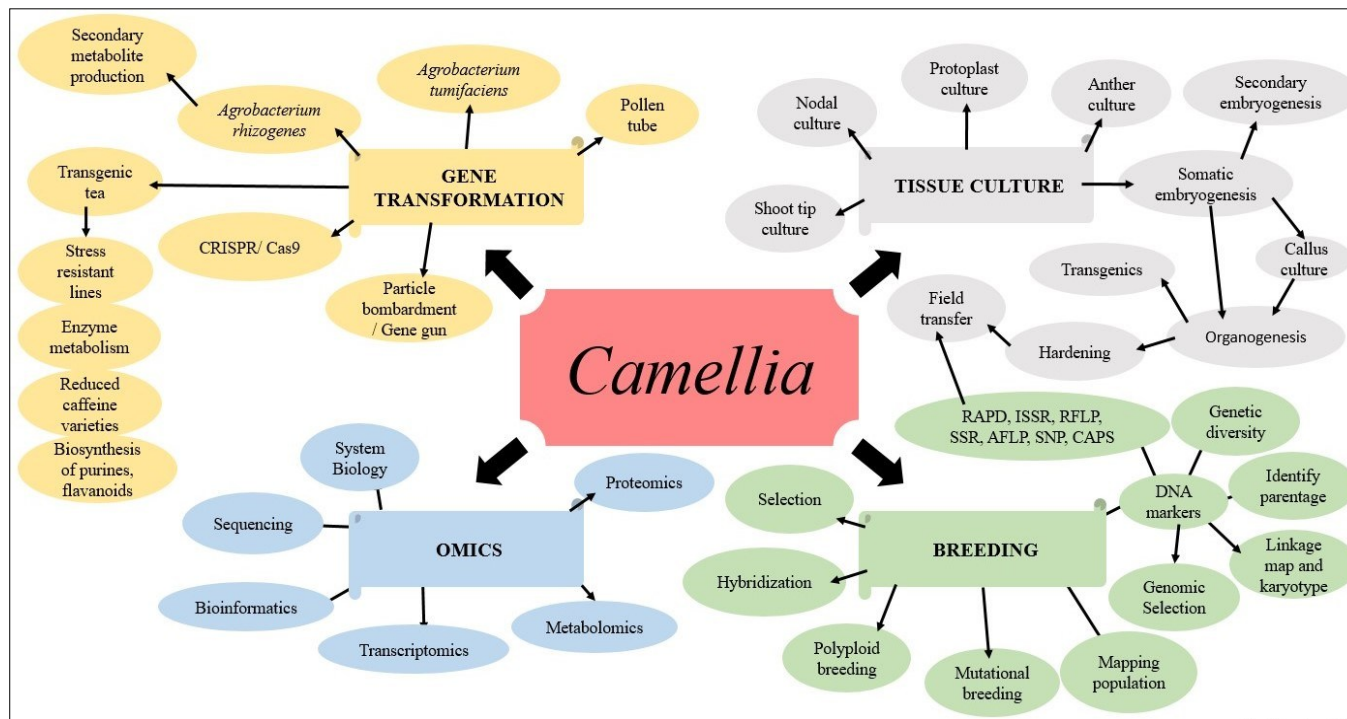 Secondary
metabolite
production
Agrobacterium
tumifaciens
Agrobacterium
rhizogenes
Pollen
tube
Transgenic
tea
GENE
TRANSFORMATION
CRISPR/ Cas9
Stress
resistant
lines
Particle
bombardment
/ Gene gun
Enzyme
metabolism
Reduced
caffeine
varieties
Biosynthesis
of purines,
flavanoids
Protoplast
culture
Anther
culture
Secondary
embryogenesis
Nodal
culture
TISSUE CULTURE
Somatic
embryogenesis
Shoot tip
culture
Callus
culture
Transgenics
Field
transfer
Organogenesis
Hardening
Camellia
System
Biology
Proteomics
Sequencing
OMICS
Bioinformatics
Transcriptomics
Metabolomics
RAPD, ISSR, RFLP,
SSR, AFLP, SNP, CAPS
Genetic
diversity
Identify
parentage
DNA
markers
Selection
BREEDING
Linkage
map and
karyotype
Hybridization
Genomic
Selection
Polyploid
breeding
Mutational
breeding
Mapping
population